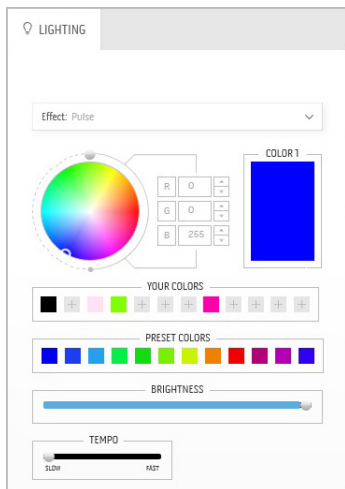 LIGHTING
Effect: Pulse
COLOR 1
R 0
G 0
B 255
YOUR COLORS
PRESET COLORS
BRIGHTNESS
TEMPO
SLOW FAST